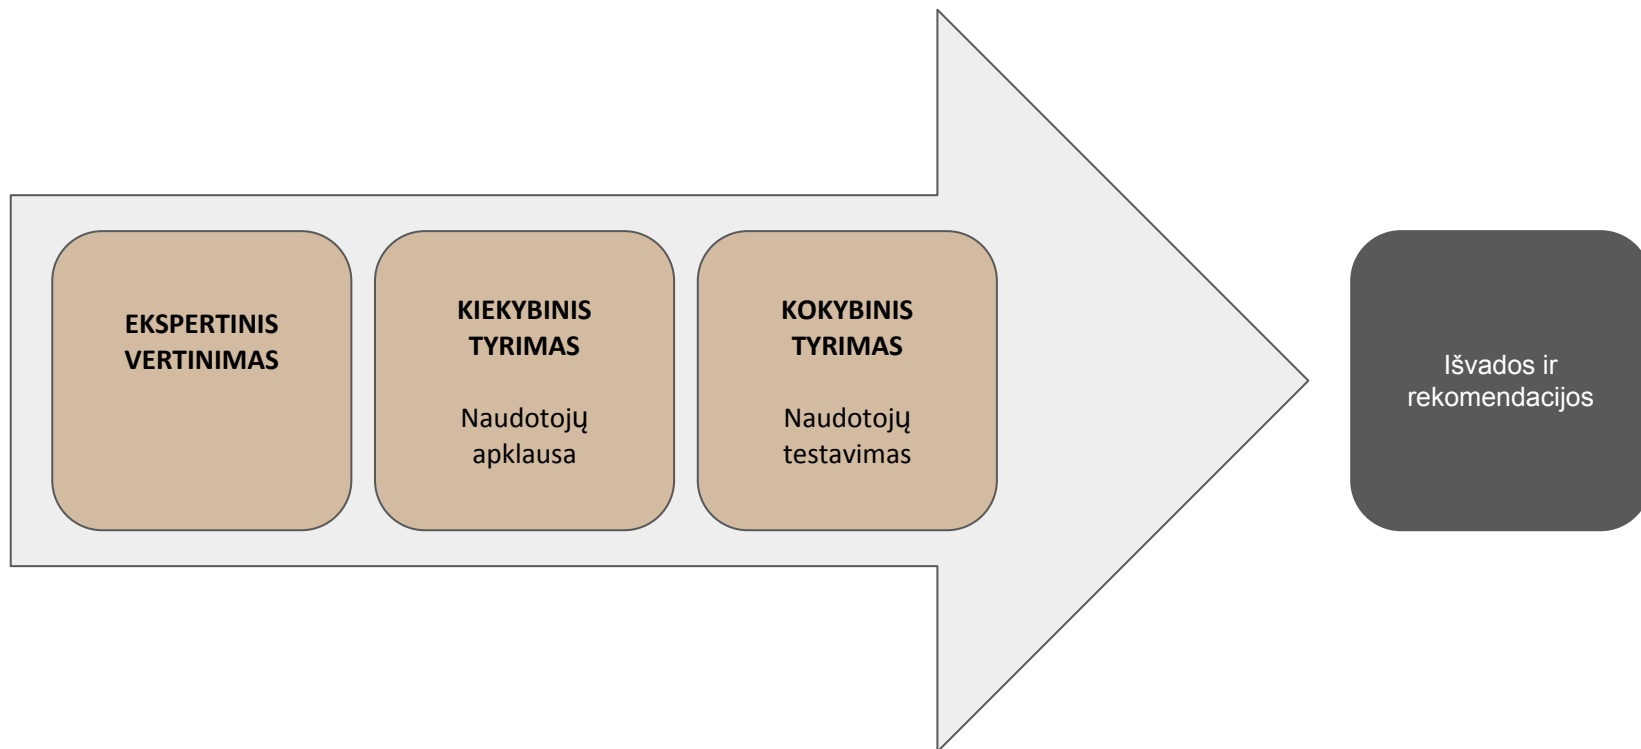 EKSPERTINIS
VERTINIMAS
KIEKYBINIS
TYRIMAS
Naudotojų
apklausa
KOKYBINIS
TYRIMAS
Naudotojų
testavimas
Išvados ir
rekomendacijos